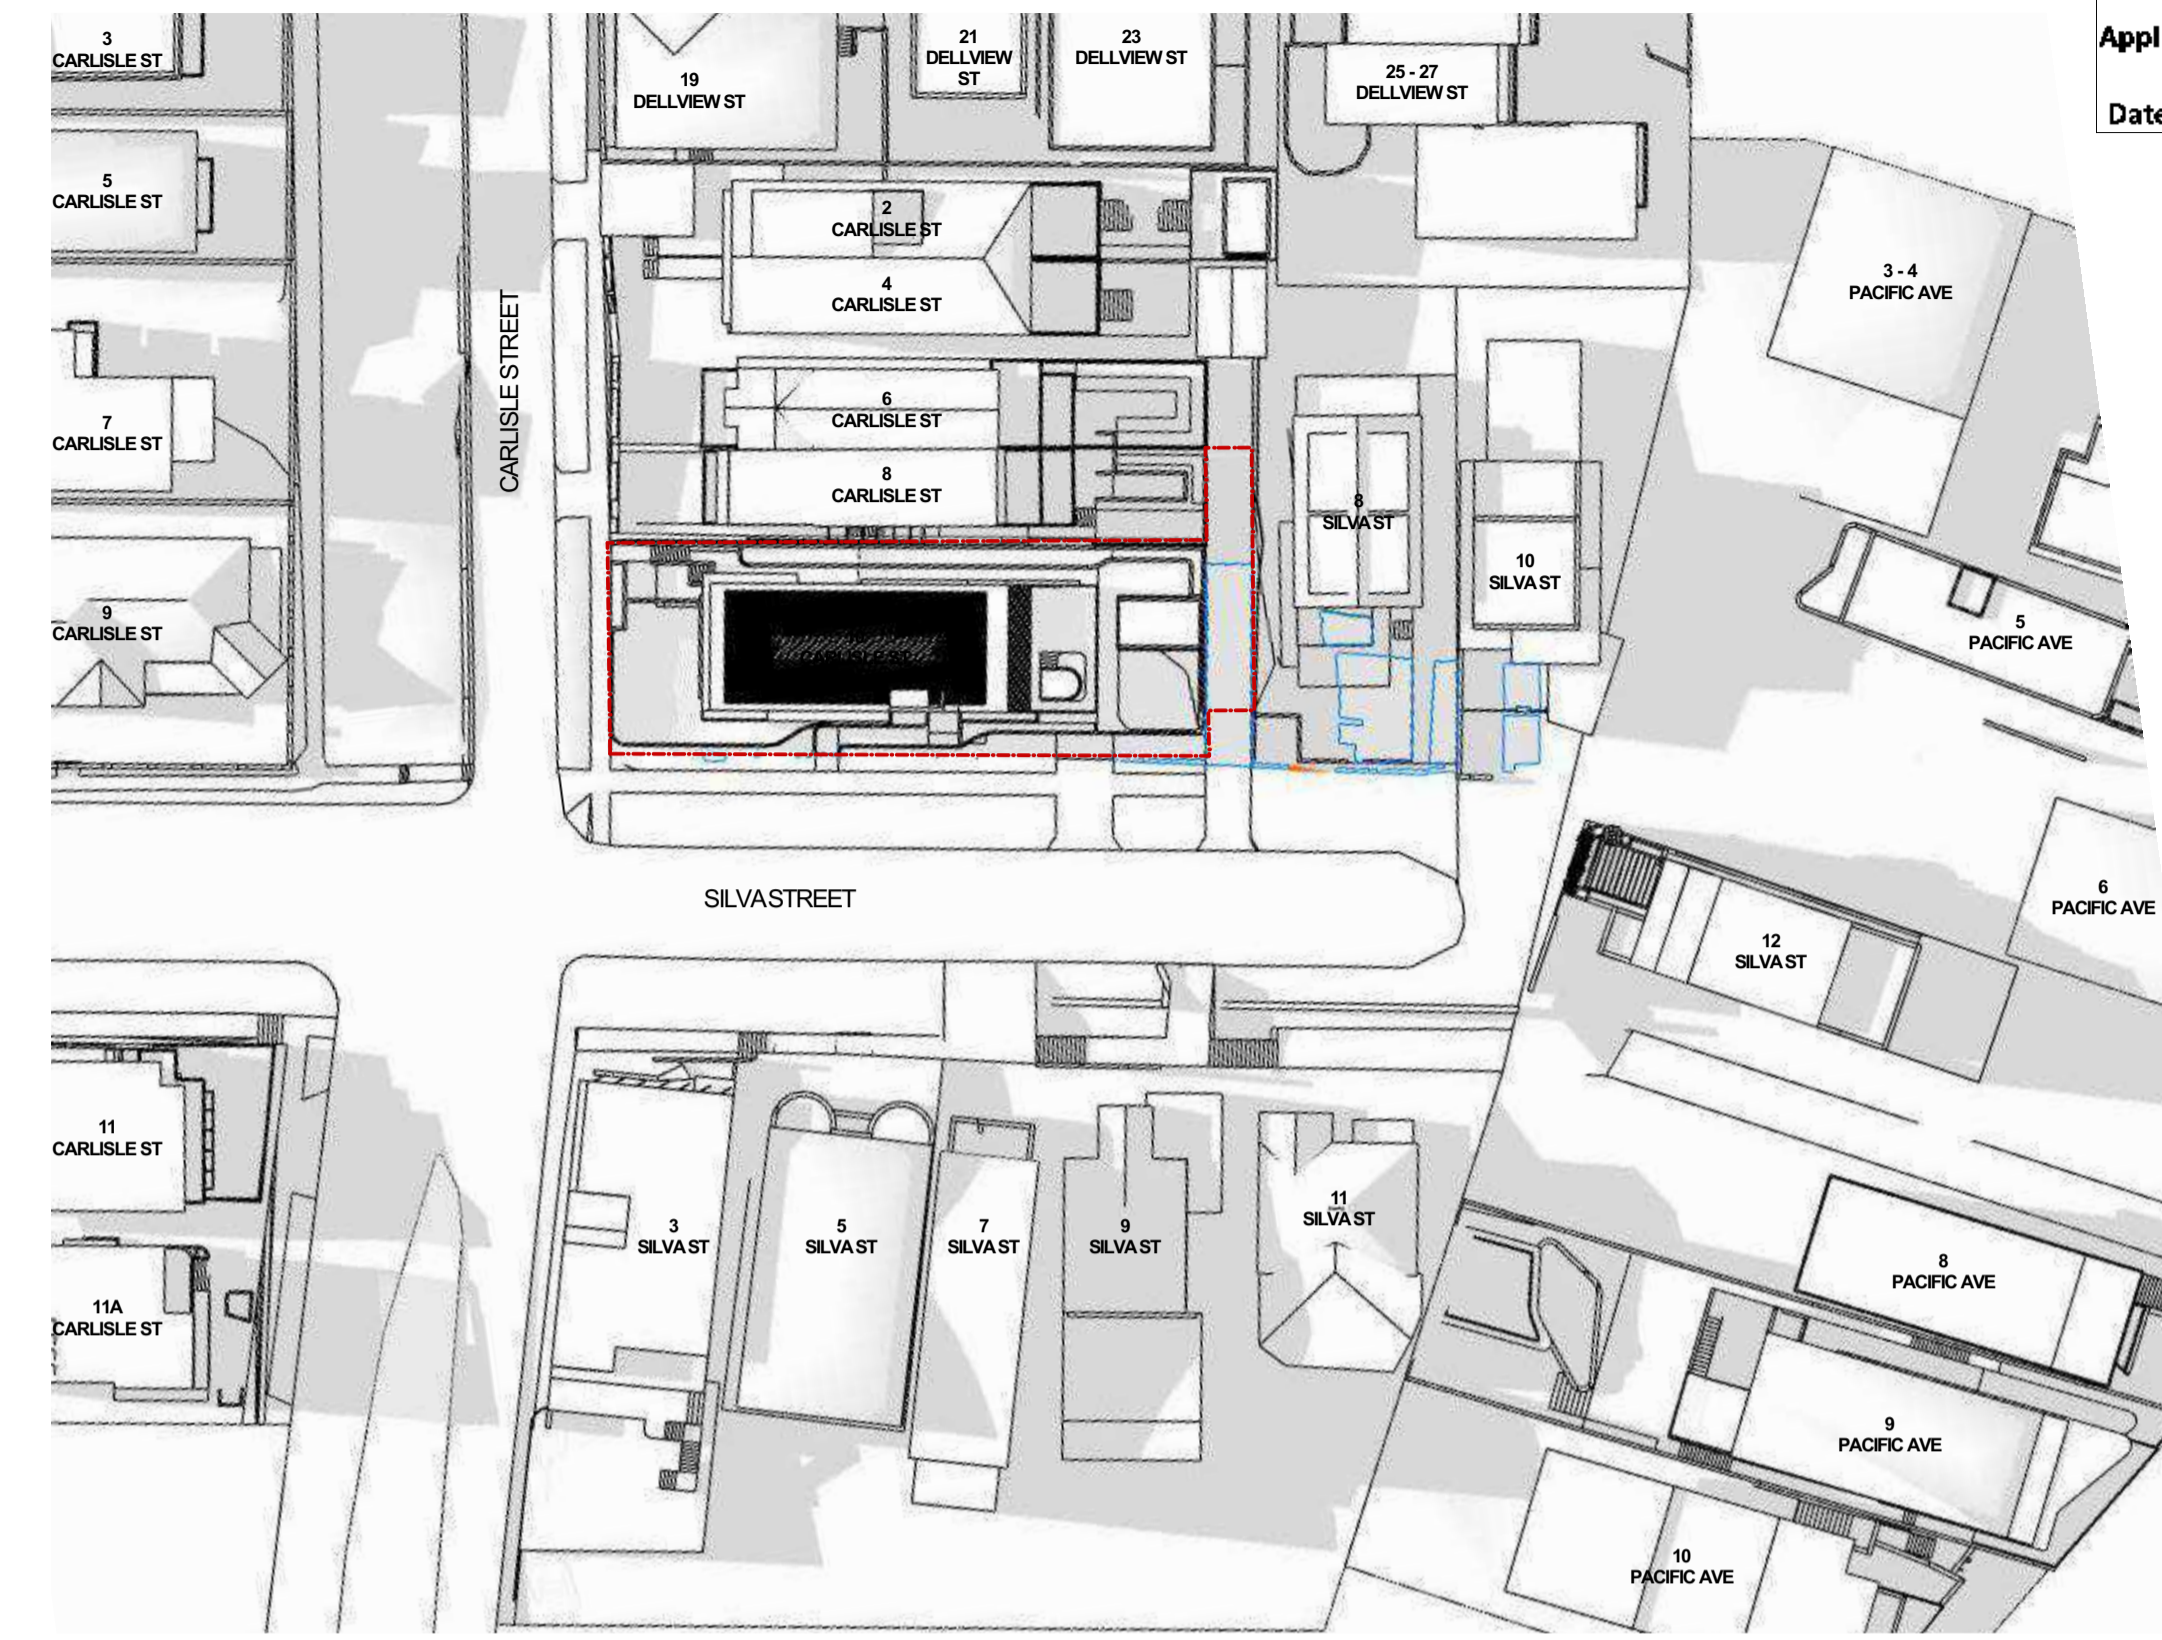 Appl
Date
3
CARLISLE ST
19
DELLVIEW ST
21
DELLVIEW
ST
23
DELLVIEW ST
25 - 27
DELLVIEW ST
5
CARLISLE ST
2
CARLISLE ST
4
CARLISLE ST
3 - 4
PACIFIC AVE
CARLISLE STREET
7
CARLISLE ST
6
CARLISLE ST
8
CARLISLE ST
8
SILVA ST
10
SILVA ST
9
CARLISLE ST
5
PACIFIC AVE
SILVA STREET
6
PACIFIC AVE
12
SILVA ST
11
CARLISLE ST
3
SILVA ST
5
SILVA ST
7
SILVA ST
9
SILVA ST
11
SILVA ST
8
PACIFIC AVE
11A
CARLISLE ST
9
PACIFIC AVE
10
PACIFIC AVE